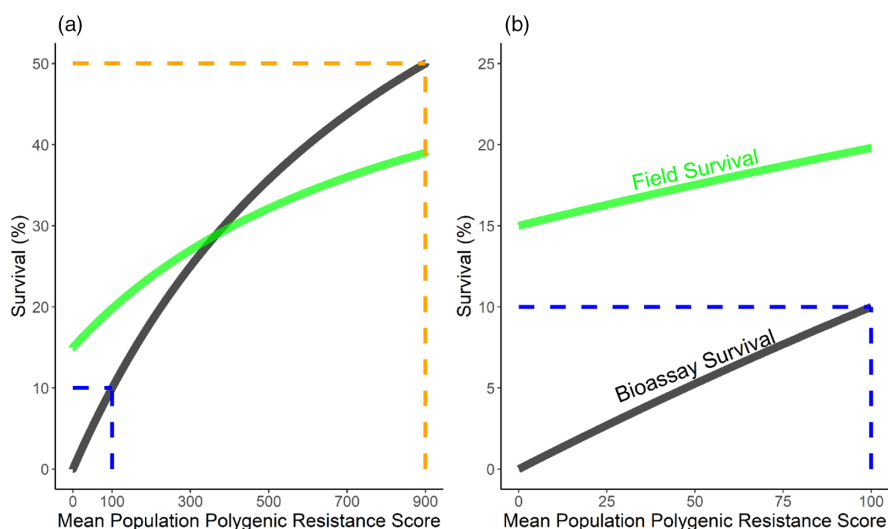 (a)
50
40
30
20
10
0
Survival (%)
0 100 300 500 700 900
Mean Population Polygenic Resistance Score
(b)
25
20
15
10
5
0
Survival (%)
Field Survival
Bioassay Survival
0 25 50 75 100
Mean Population Polygenic Resistance Score